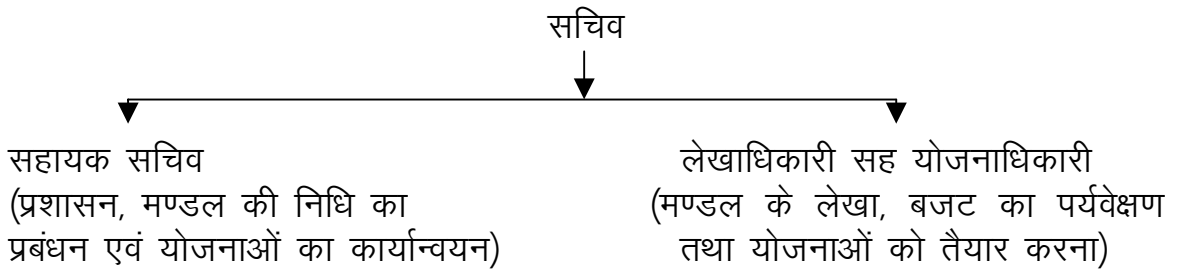 सचिव
सहायक सचिव
(प्रशासन, मण्डल की निधि का
प्रबंधन एवं योजनाओं का कार्यान्वयन)
लेखाधिकारी सह योजनाधिकारी
(मण्डल के लेखा, बजट का पर्यवेक्षण
तथा योजनाओं को तैयार करना)